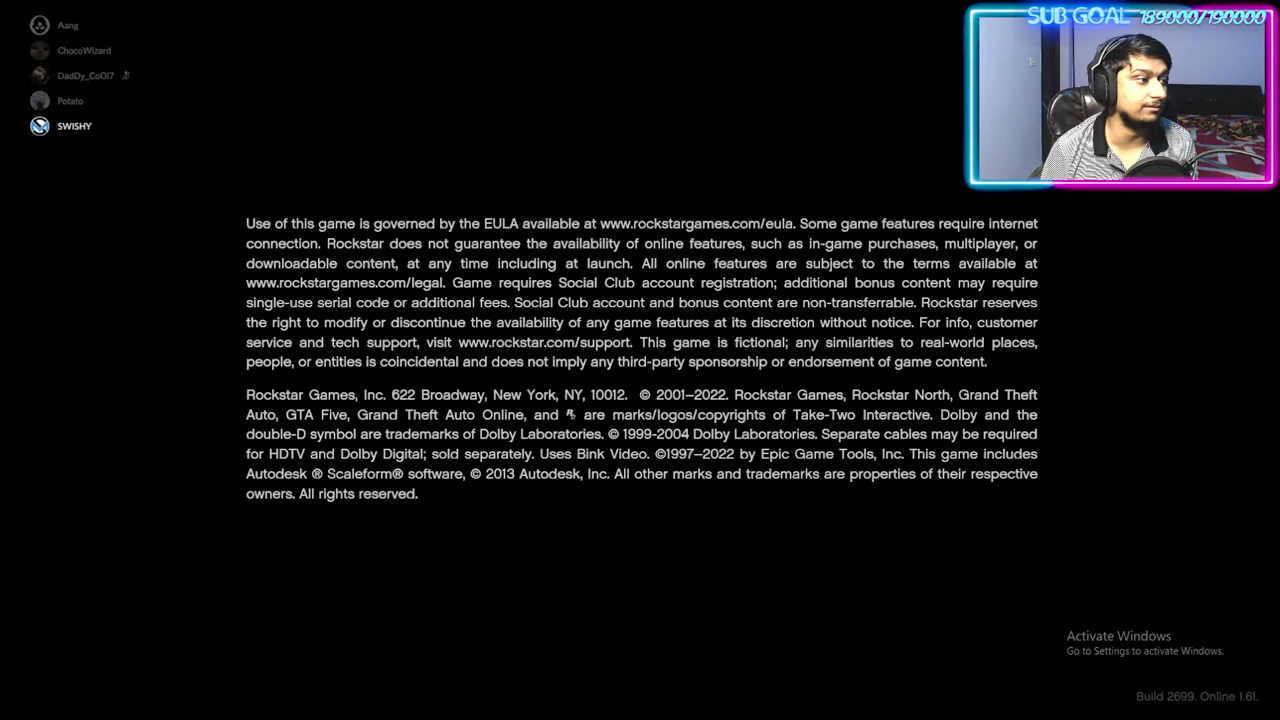 Aang
ChocoWizard
DadDy_CoOl7
Potato
SWISHY
SUB GOAL 189000/190000
Use of this game is governed by the EULA available at www.rockstargames.com/eula. Some game features require internet
connection. Rockstar does not guarantee the availability of online features, such as in-game purchases, multiplayer, or
downloadable content, at any time including at launch. All online features are subject to the terms available at
www.rockstargames.com/legal. Game requires Social Club account registration; additional bonus content may require
single-use serial code or additional fees. Social Club account and bonus content are non-transferrable. Rockstar reserves
the right to modify or discontinue the availability of any game features at its discretion without notice. For info, customer
service and tech support, visit www.rockstar.com/support. This game is fictional; any similarities to real-world places,
people, or entities is coincidental and does not imply any third-party sponsorship or endorsement of game content.
Rockstar Games, Inc. 622 Broadway, New York, NY, 10012. © 2001–2022. Rockstar Games, Rockstar North, Grand Theft
Auto, GTA Five, Grand Theft Auto Online, and R* are marks/logos/copyrights of Take-Two Interactive. Dolby and the
double-D symbol are trademarks of Dolby Laboratories. © 1999-2004 Dolby Laboratories. Separate cables may be required
for HDTV and Dolby Digital; sold separately. Uses Bink Video. ©1997–2022 by Epic Game Tools, Inc. This game includes
Autodesk ® Scaleform® software, © 2013 Autodesk, Inc. All other marks and trademarks are properties of their respective
owners. All rights reserved.
Activate Windows
Go to Settings to activate Windows.
Build 2699. Online 1.61.